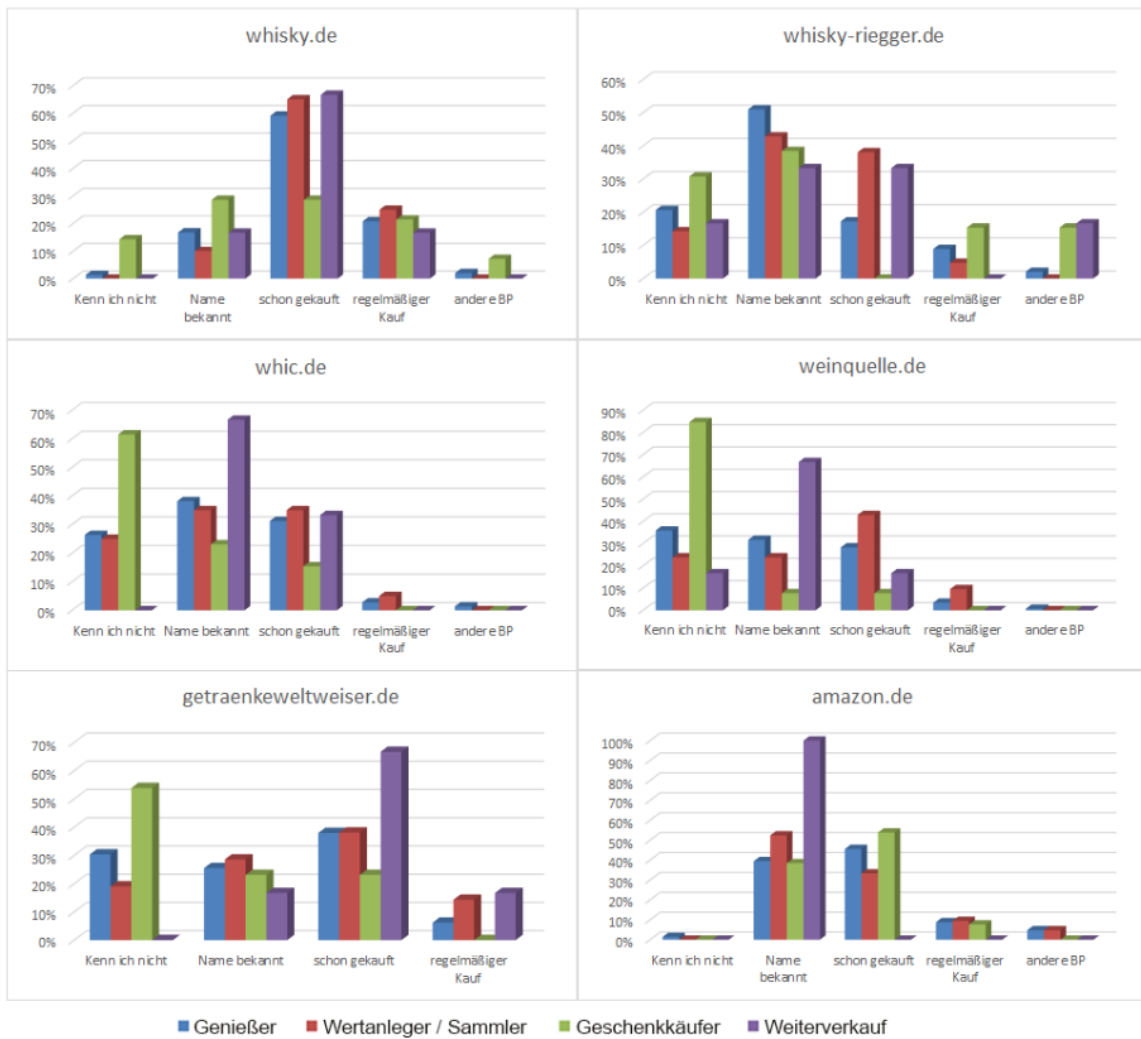 whisky.de
70%
60%
50%
40%
30%
20%
10%
0%
Kenn ich nicht
Name bekannt
schon gekauft
regelmäßiger Kauf
andere BP
whisky-riegger.de
60%
50%
40%
30%
20%
10%
0%
Kenn ich nicht
Name bekannt
schon gekauft
regelmäßiger Kauf
andere BP
whic.de
70%
60%
50%
40%
30%
20%
10%
0%
Kenn ich nicht
Name bekannt
schon gekauft
regelmäßiger Kauf
andere BP
weinquelle.de
90%
80%
70%
60%
50%
40%
30%
20%
10%
0%
Kenn ich nicht
Name bekannt
schon gekauft
regelmäßiger Kauf
andere BP
getraenkeweltweiser.de
70%
60%
50%
40%
30%
20%
10%
0%
Kenn ich nicht
Name bekannt
schon gekauft
regelmäßiger Kauf
amazon.de
100%
90%
80%
70%
60%
50%
40%
30%
20%
10%
0%
Kenn ich nicht
Name bekannt
schon gekauft
regelmäßiger Kauf
andere BP
Genießer
Wertanleger / Sammler
Geschenkkäufer
Weiterverkauf